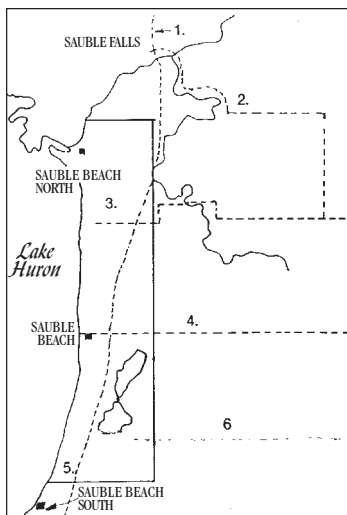 1.
SAUBLE FALLS
2.
SAUBLE BEACH
NORTH
3.
Lake
Huron
SAUBLE
BEACH
4.
6
5.
SAUBLE BEACH
SOUTH